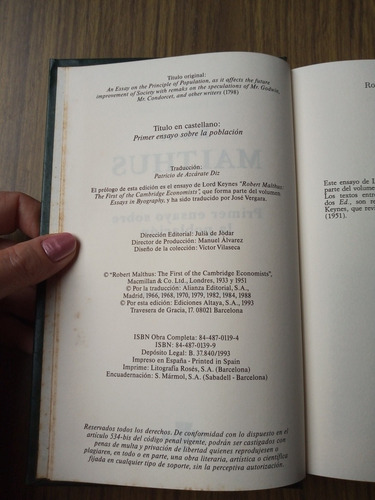 Título original:
An Essay on the Principle of Population, as it affects the future
improvement of Society with remaks on the speculations of Mr. Godwin,
Mr. Condorcet, and other writers (1798)
Título en castellano:
Primer ensayo sobre la población
Traducción:
Patricio de Azcárate Diz
El prólogo de esta edición es el ensayo de Lord Keynes "Robert Malthus:
The First of the Cambridge Economists", que forma parte del volumen
Essays in Byography, y ha sido traducido por José Vergara.
Dirección Editorial: Julia de Jòdar
Director de Producción: Manuel Álvarez
Diseño de la colección: Víctor Vilaseca
© "Robert Malthus: The First of the Cambridge Economists",
Macmillan & Co. Ltd., Londres, 1933 y 1951
© Por la traducción: Alianza Editorial, S.A.,
Madrid, 1966, 1968, 1970, 1979, 1982, 1984, 1988
© Por esta edición: Ediciones Altaya, S.A., 1993
Travesera de Gracia, 17. 08021 Barcelona
ISBN Obra Completa: 84-487-0119-4
ISBN: 84-487-0139-9
Depósito Legal: B. 37.840/1993
Impreso en España - Printed in Spain
Imprime: Litografía Rosés, S.A. (Barcelona)
Encuadernación: S. Mármol, S.A. (Sabadell - Barcelona)
Reservados todos los derechos. De conformidad con lo dispuesto en el
artículo 534-bis del código penal vigente, podrán ser castigados con
penas de multa y privación de libertad quienes reprodujesen o
plagiaren, en todo o en parte, una obra literaria, artística o científica
fijada en cualquier tipo de soporte, sin la perceptiva autorización.
Ro
Este ensayo de l
parte del volumen
Los textos entre
dos Ed., son re
Keynes, que revi
(1951).